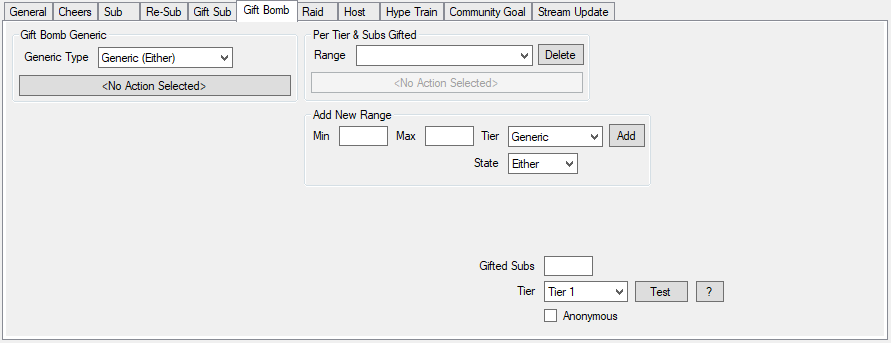 General Cheers Sub Re-Sub Gift Sub Gift Bomb Raid Host Hype Train Community Goal Stream Update
Gift Bomb Generic
Generic Type Generic (Either)
<No Action Selected>
Per Tier & Subs Gifted
Range Delete
<No Action Selected>
Add New Range
Min Max Tier Generic Add
State Either
Gifted Subs
Tier Tier 1 Test ?
Anonymous